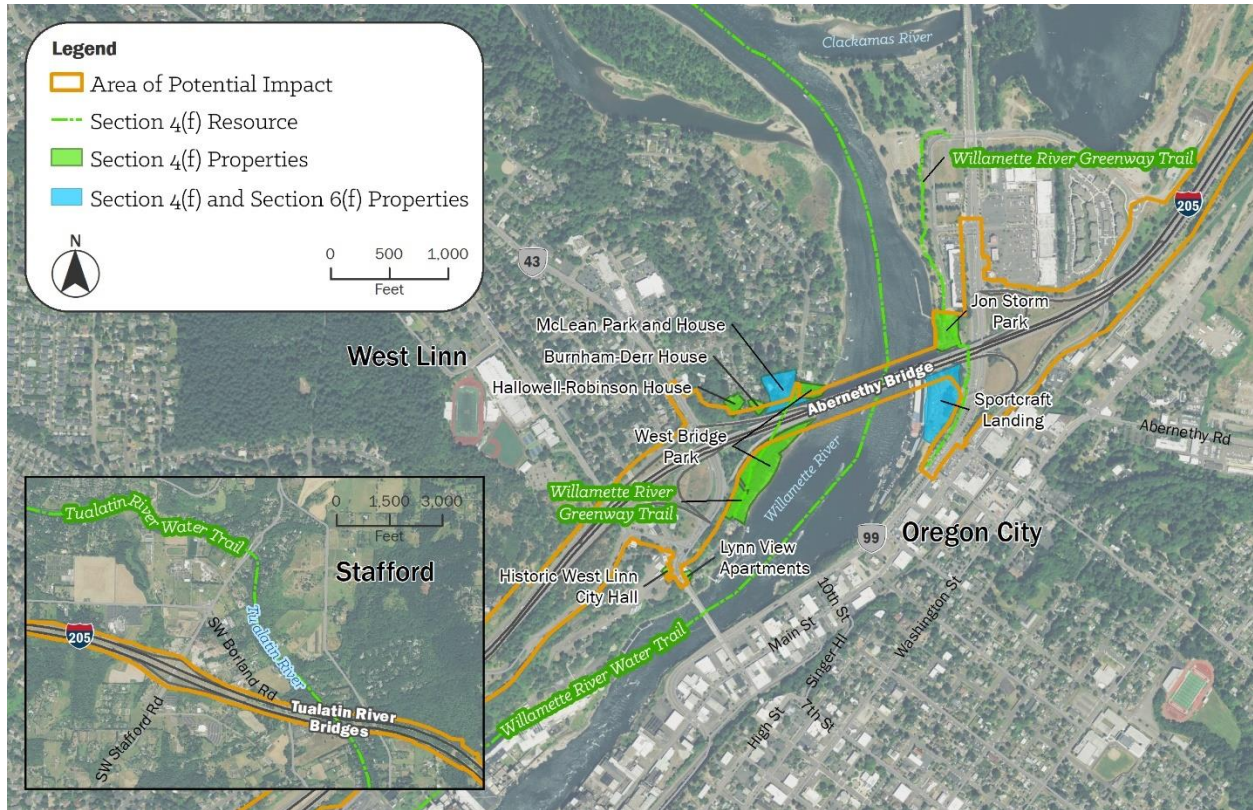 Legend
Area of Potential Impact
Section 4(f) Resource
Section 4(f) Properties
Section 4(f) and Section 6(f) Properties
N
0 500 1,000
Feet
Clackamas River
Willamette River Greenway Trail
205
43
Jon Storm
Park
McLean Park and House
Burnham-Derr House
Hallowell-Robinson House
West Linn
Abernethy Bridge
Sportcraft
Landing
Abernethy Rd
West Bridge
Park
Willamette River
Willamette River
Greenway Trail
99
Oregon City
Lynn View
Apartments
Historic West Linn
City Hall
10th St
Main St
Washington St
Singer Hl
7th St
High St
Willamette River Water Trail
0 1,500 3,000
Feet
Tualatin River Water Trail
Stafford
Tualatin River
205
SW Borland Rd
Tualatin River
Bridges
SW Stafford Rd